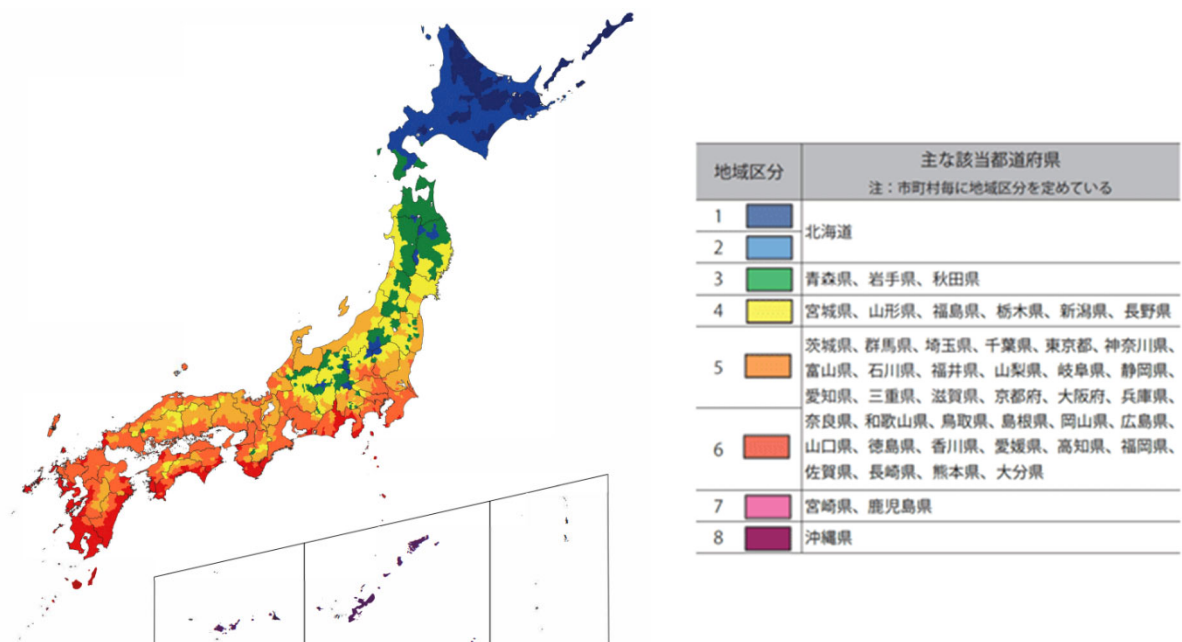 地域区分
主な該当都道府県
注:市町村毎に地域区分を定めている
1
2
北海道
3
青森県、岩手県、秋田県
4
宮城県、山形県、福島県、栃木県、新潟県、長野県
5
茨城県、群馬県、埼玉県、千葉県、東京都、神奈川県、
富山県、石川県、福井県、山梨県、岐阜県、静岡県、
愛知県、三重県、滋賀県、京都府、大阪府、兵庫県、
奈良県、和歌山県、鳥取県、島根県、岡山県、広島県、
6
山口県、徳島県、香川県、愛媛県、高知県、福岡県、
佐賀県、長崎県、熊本県、大分県
7
宮崎県、鹿児島県
8
沖縄県